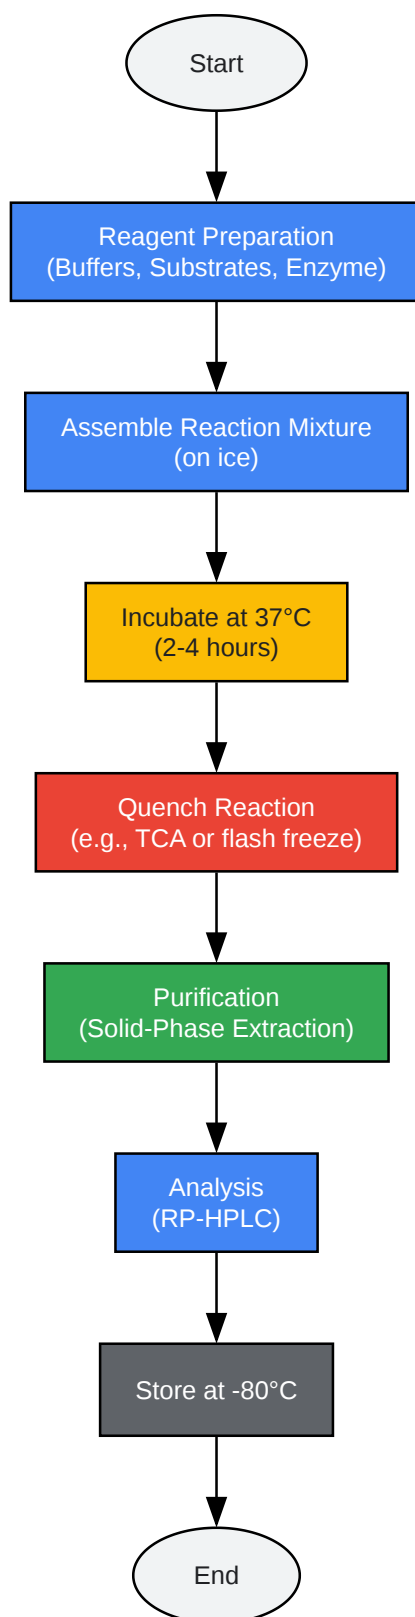 Start
Reagent Preparation
(Buffers, Substrates, Enzyme)
Assemble Reaction Mixture
(on ice)
Incubate at 37°C
(2-4 hours)
Quench Reaction
(e.g., TCA or flash freeze)
Purification
(Solid-Phase Extraction)
Analysis
(RP-HPLC)
Store at -80°C
End